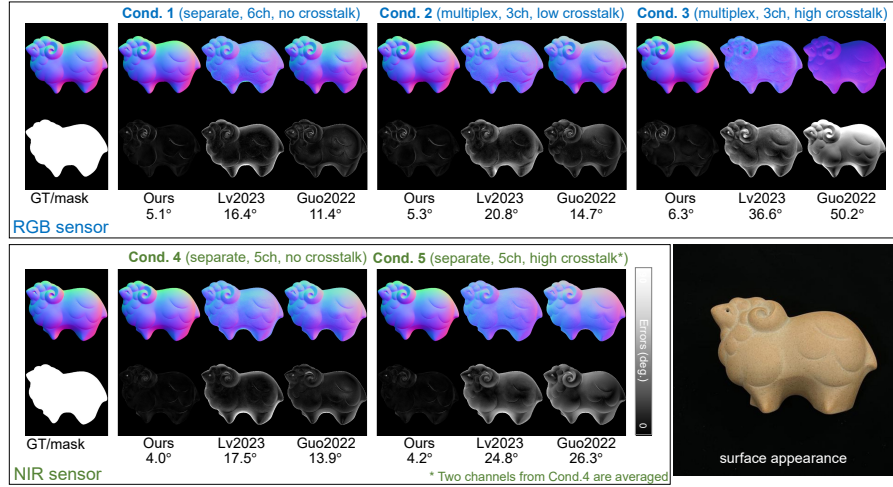 Cond. 1 (separate, 6ch, no crosstalk)
Cond. 2 (multiplex, 3ch, low crosstalk)
Cond. 3 (multiplex, 3ch, high crosstalk)
GT/mask
Ours Lv2023 Guo2022
5.1° 16.4° 11.4°
Ours Lv2023 Guo2022
5.3° 20.8° 14.7°
Ours Lv2023 Guo2022
6.3° 36.6° 50.2°
RGB sensor
Cond. 4 (separate, 5ch, no crosstalk)
Cond. 5 (separate, 5ch, high crosstalk*)
Errors (deg.)
0
GT/mask
Ours Lv2023 Guo2022
4.0° 17.5° 13.9°
Ours Lv2023 Guo2022
4.2° 24.8° 26.3°
NIR sensor
* Two channels from Cond.4 are averaged
surface appearance